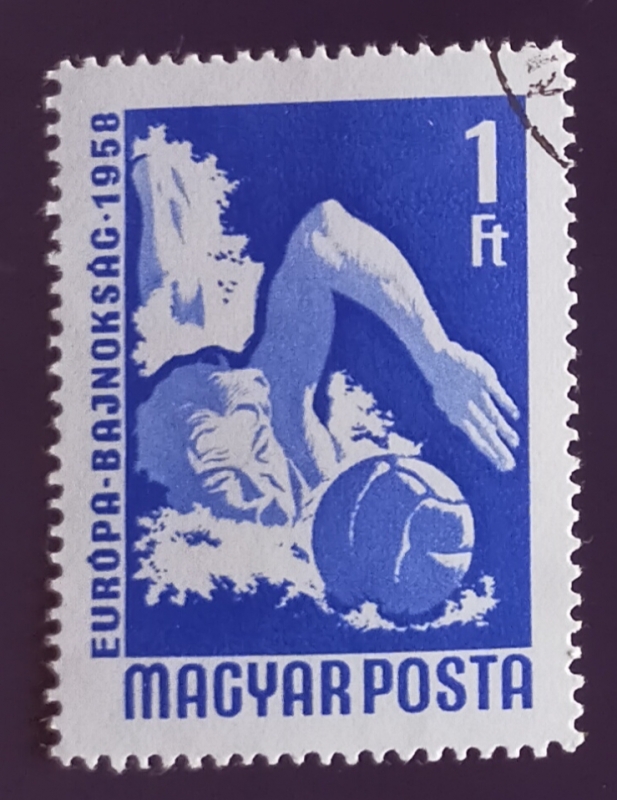 EURÓPA-BAJNOKSÁG·1958
1
Ft
MAGYAR POSTA